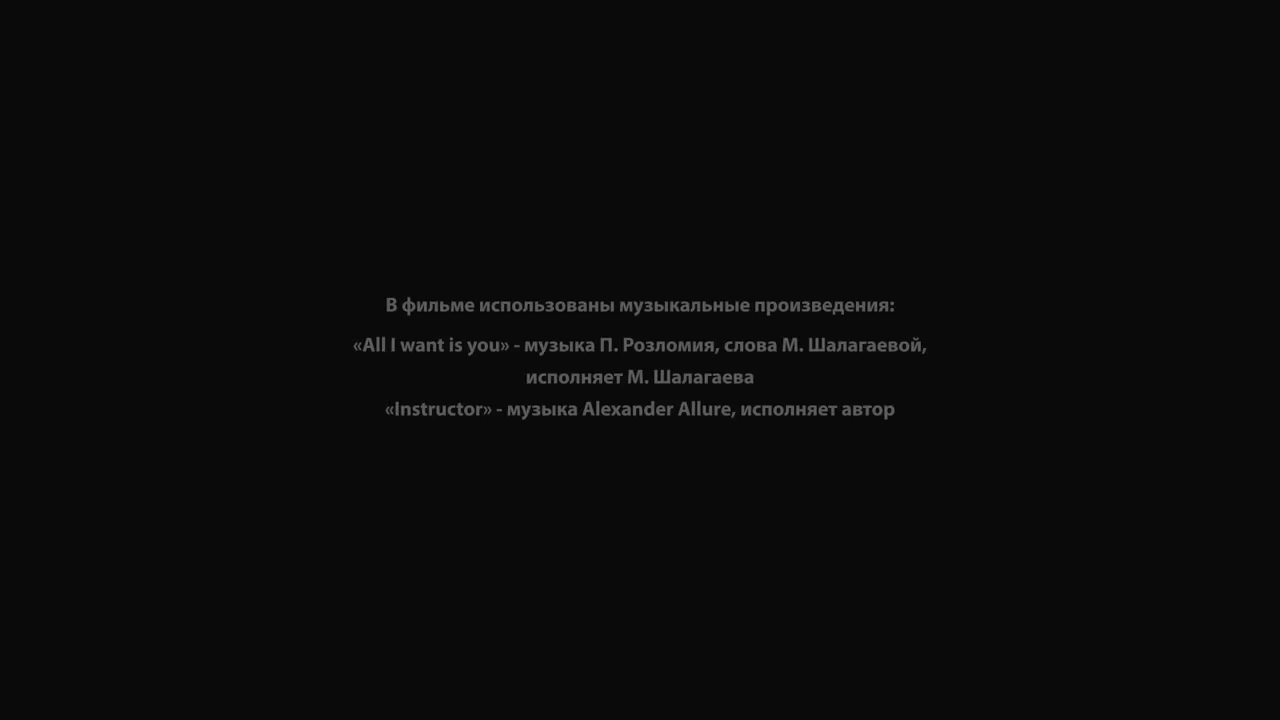 В фильме использованы музыкальные произведения:
«All I want is you» - музыка П. Розломия, слова М. Шалагаевой,
исполняет М. Шалагаева
«Instructor» - музыка Alexander Allure, исполняет автор